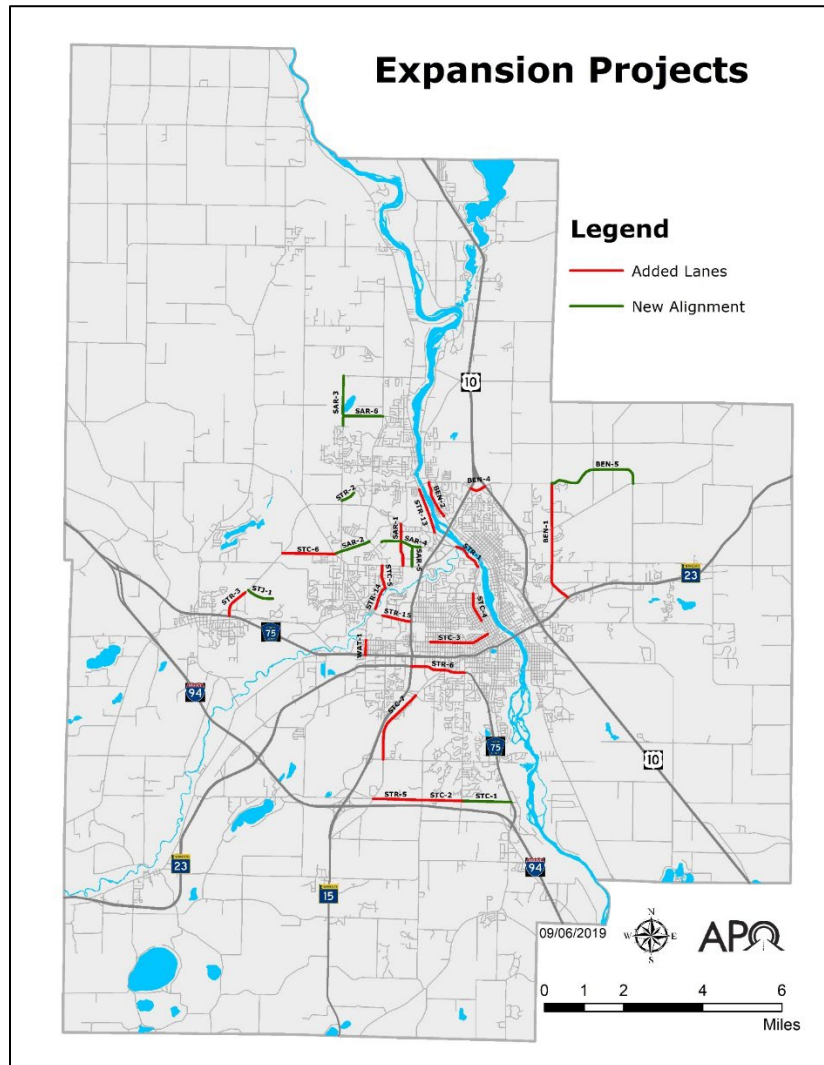 Expansion Projects
Legend
Added Lanes
New Alignment
10
SAR-3
SAR-6
STR-2
BEN-2
STR-13
BEN-4
BEN-5
BEN-1
SAR-1
SAR-4
SAR-5
STR-1
STC-6
SAR-2
STC-5
STR-14
STR-3
STJ-1
STR-15
STC-4
STC-3
WAT-1
STR-6
STC-7
23
75
94
75
10
STR-5
STC-2
STC-1
23
15
94
09/06/2019
N
W
E
S
APO
0 1 2 4 6
Miles